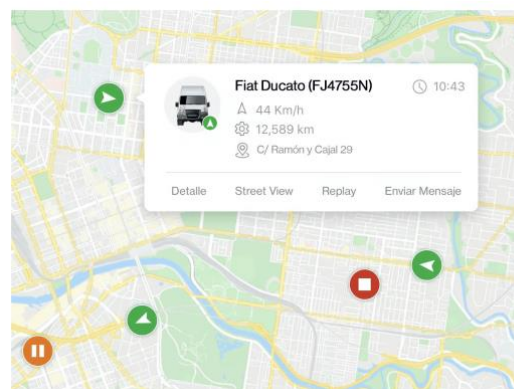 Fiat Ducato (FJ4755N)
10:43
44 Km/h
12,589 km
C/ Ramón y Cajal 29
Detalle Street View Replay Enviar Mensaje